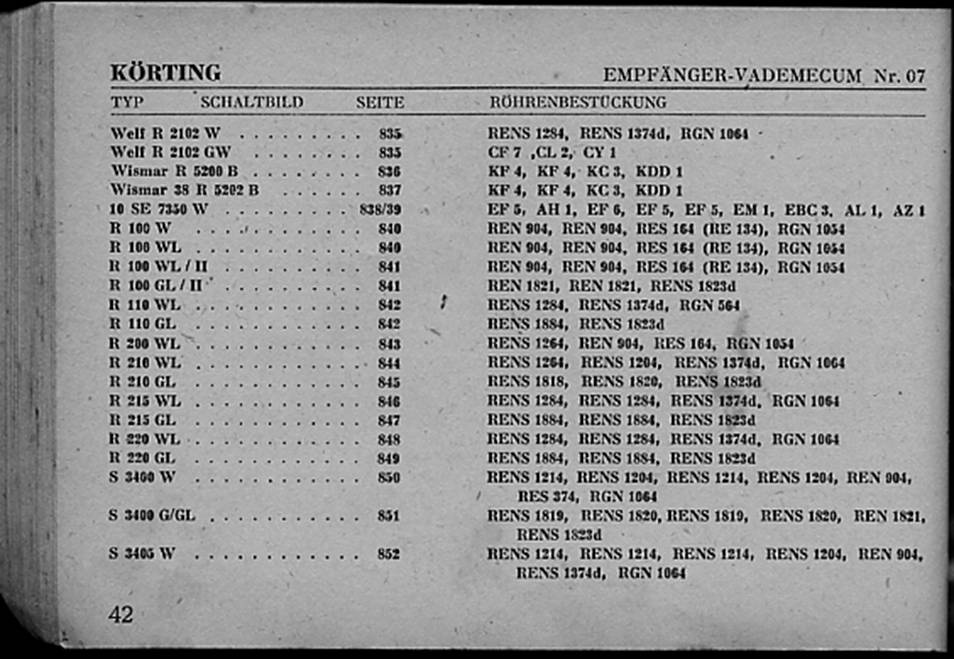 KÖRTING EMPFÄNGER-VADEMECUM Nr. 07
TYP SCHALTBILD SEITE RÖHRENBESTÜCKUNG
Welf R 2102 W . . . . . . . . . 835 RENS 1284, RENS 1374d, RGN 1064
Welf R 2102 GW . . . . . . . . 835 CF 7 ,CL 2, CY 1
Wismar R 5200 B . . . . . . . . 836 KF 4, KF 4, KC 3, KDD 1
Wismar 38 R 5202 B . . . . . . 837 KF 4, KF 4, KC 3, KDD 1
10 SE 7350 W . . . . . . . . . . 838/39 EF 5, AH 1, EF 6, EF 5, EF 5, EM 1, EBC 3, AL 1, AZ 1
R 100 W . . . . . . . . . . . . 840 REN 904, REN 904, RES 164 (RE 134), RGN 1054
R 100 WL . . . . . . . . . . . . 840 REN 904, REN 904, RES 164 (RE 134), RGN 1054
R 100 WL / II . . . . . . . . . . 841 REN 904, REN 904, RES 164 (RE 134), RGN 1054
R 100 GL / II . . . . . . . . . . 841 REN 1821, REN 1821, RENS 1823d
R 110 WL . . . . . . . . . . . . 842 RENS 1284, RENS 1374d, RGN 564
R 110 GL . . . . . . . . . . . . 842 RENS 1884, RENS 1823d
R 200 WL . . . . . . . . . . . . 843 RENS 1264, REN 904, RES 164, RGN 1054
R 210 WL . . . . . . . . . . . . 844 RENS 1264, RENS 1204, RENS 1374d, RGN 1064
R 210 GL . . . . . . . . . . . . 845 RENS 1818, RENS 1820, RENS 1823d
R 215 WL . . . . . . . . . . . . 846 RENS 1284, RENS 1284, RENS 1374d, RGN 1064
R 215 GL . . . . . . . . . . . . 847 RENS 1884, RENS 1884, RENS 1823d
R 220 WL . . . . . . . . . . . . 848 RENS 1284, RENS 1284, RENS 1374d, RGN 1064
R 220 GL . . . . . . . . . . . . 849 RENS 1884, RENS 1884, RENS 1823d
S 3400 W . . . . . . . . . . . . 850 RENS 1214, RENS 1204, RENS 1214, RENS 1204, REN 904,
RES 374, RGN 1064
S 3400 G/GL . . . . . . . . . . . 851 RENS 1819, RENS 1820, RENS 1819, RENS 1820, REN 1821,
RENS 1823d
S 3405 W . . . . . . . . . . . . 852 RENS 1214, RENS 1214, RENS 1214, RENS 1204, REN 904,
RENS 1374d, RGN 1064
42